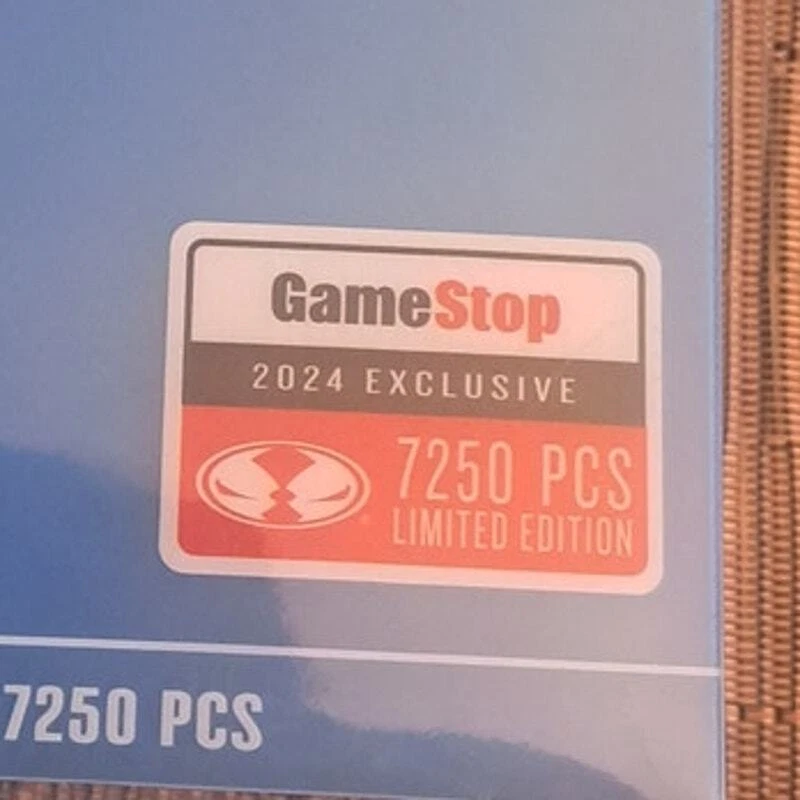 GameStop
2024 EXCLUSIVE
7250 PCS
LIMITED EDITION
7250 PCS